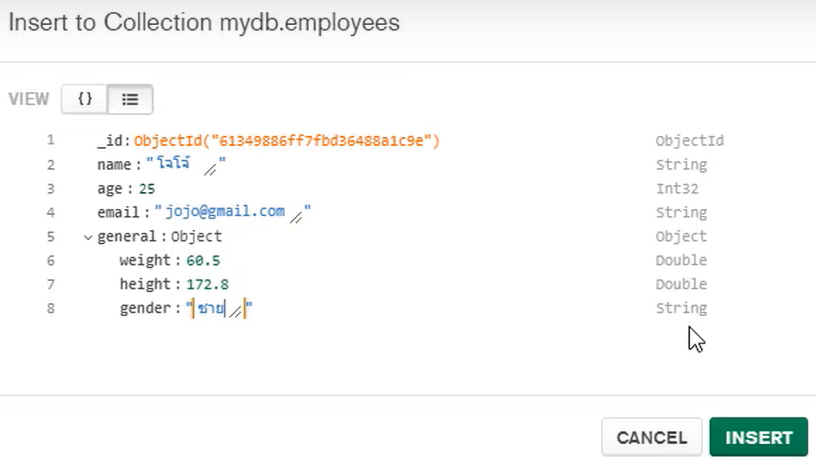 Insert to Collection mydb.employees
VIEW {}
1 _id: ObjectId("61349886ff7fbd36488a1c9e") ObjectId
2 name : "โจโจ้" String
3 age : 25 Int32
4 email : "jojo@gmail.com" String
5 general : Object Object
6 weight : 60.5 Double
7 height : 172.8 Double
8 gender : "ชาย" String
CANCEL INSERT